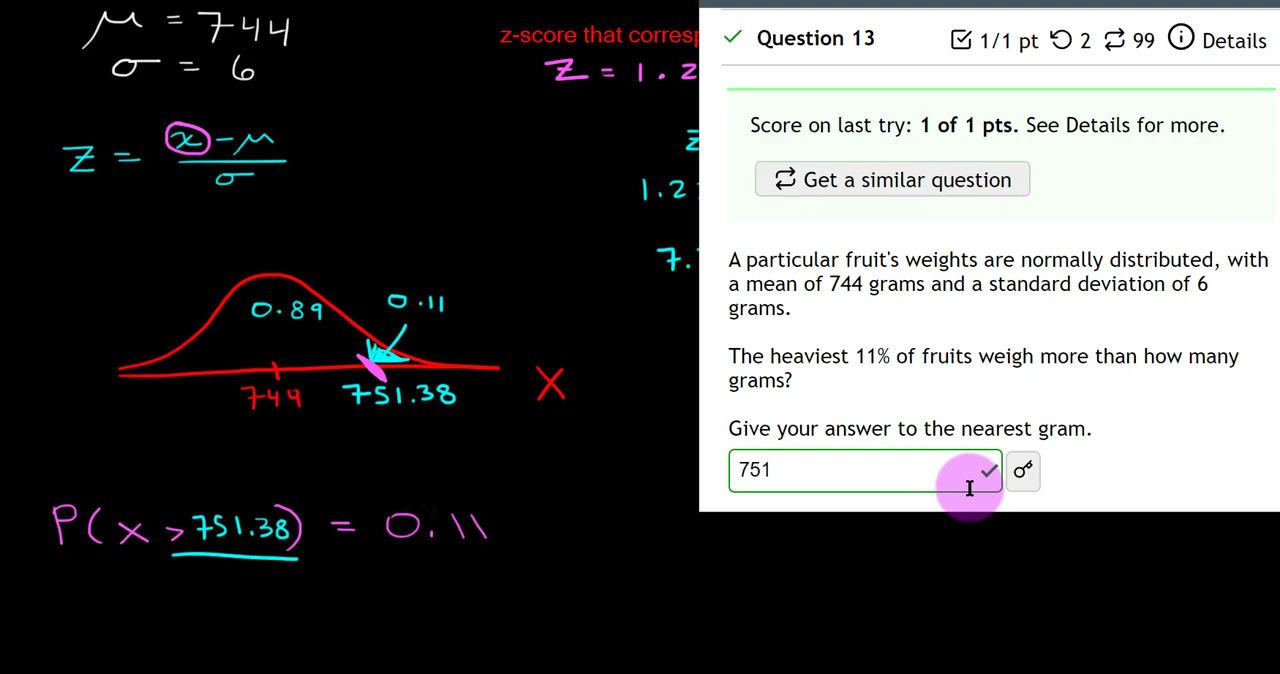 μ = 744
σ = 6
z = x - μ / σ
z-score that corresp
z = 1.2
z
1.2
7.
0.89
0.11
744
751.38
X
P(x > 751.38) = 0.11
Question 13
1/1 pt
2
99
Details
Score on last try: 1 of 1 pts. See Details for more.
Get a similar question
A particular fruit's weights are normally distributed, with
a mean of 744 grams and a standard deviation of 6
grams.
The heaviest 11% of fruits weigh more than how many
grams?
Give your answer to the nearest gram.
751